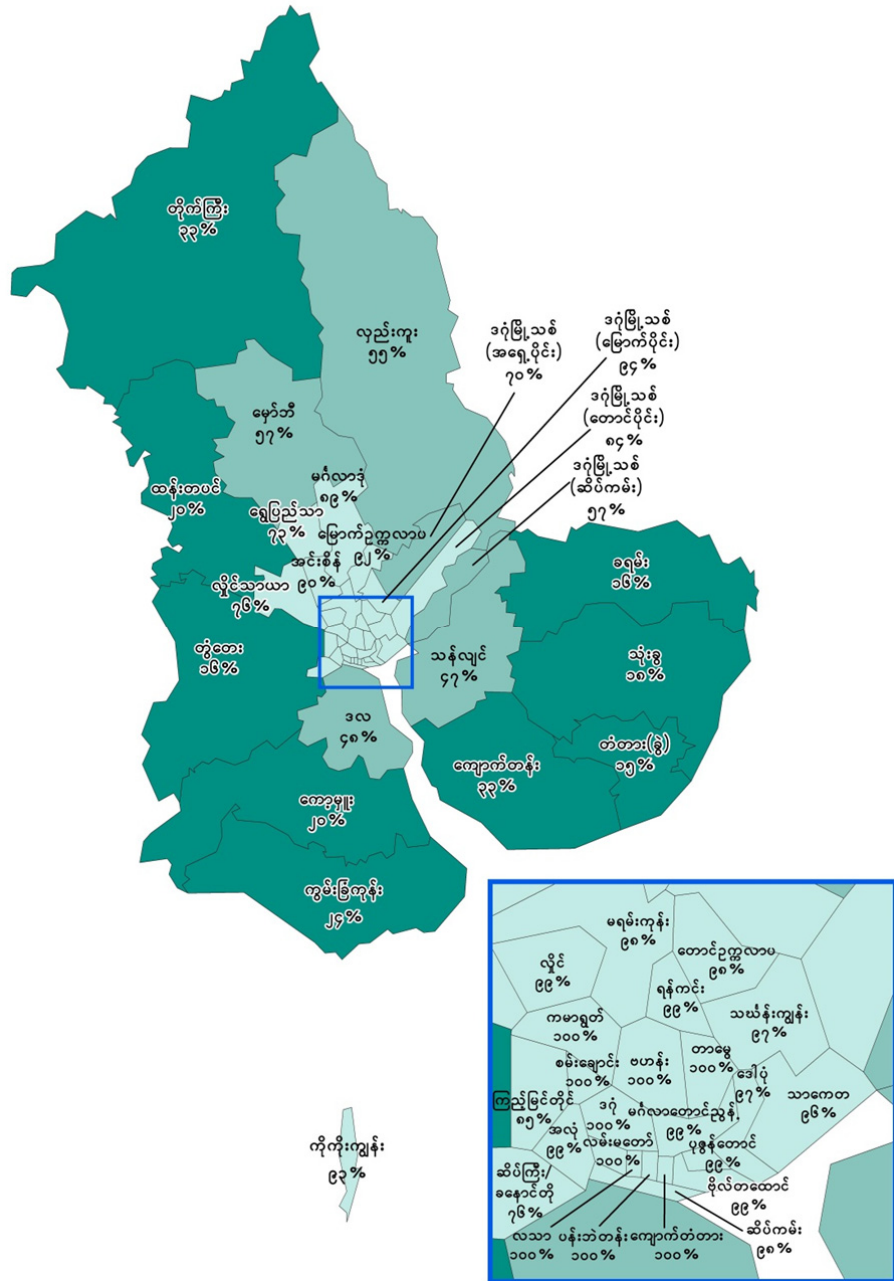 တိုက်ကြီး
၃၃%
လှည်းကူး
၅၅%
ဒဂုံမြို့သစ်
(အရှေ့ပိုင်း)
၇၀%
ဒဂုံမြို့သစ်
(မြောက်ပိုင်း)
၉၄%
ဒဂုံမြို့သစ်
(တောင်ပိုင်း)
၈၄%
ဒဂုံမြို့သစ်
(ဆိပ်ကမ်း)
၅၇%
မှော်ဘီ
၅၇%
မင်္ဂလာဒုံ
၈၉%
ထန်းတပင်
၂၀%
ရွှေပြည်သာ
၇၃%
မြောက်ဥက္ကလာပ
၉၂%
အင်းစိန်
၉၀%
လှိုင်သာယာ
၇၆%
ခရမ်း
၁၆%
တွံတေး
၁၆%
သန်လျင်
၄၇%
သုံးခွ
၁၈%
ဒလ
၄၈%
တံတား(ခွဲ)
၁၅%
ကျောက်တန်း
၃၃%
ကော့မှူး
၂၀%
ကွမ်းခြံကုန်း
၂၄%
ကိုကိုးကျွန်း
၉၃%
မရမ်းကုန်း
၉၈%
တောင်ဥက္ကလာပ
၉၈%
လှိုင်
၉၉%
ရန်ကင်း
၉၉%
သင်္ဃန်းကျွန်း
၉၇%
ကမာရွတ်
၁၀၀%
တာမွေ
၁၀၀%
စမ်းချောင်း
၁၀၀%
ဗဟန်း
၁၀၀%
ဒေါပုံ
၉၇%
သာကေတ
၉၆%
ကြည့်မြင်တိုင်
၈၅%
ဒဂုံ
၁၀၀%
မင်္ဂလာတောင်ညွန့်
၉၉%
အလုံ
၉၉%
လမ်းမတော်
၁၀၀%
ပုဇွန်တောင်
၉၉%
ဆိပ်ကြီး/
ခနောင်တို
၇၆%
ဗိုလ်တထောင်
၉၉%
လသာ
၁၀၀%
ပန်းဘဲတန်း
၁၀၀%
ကျောက်တံတား
၁၀၀%
ဆိပ်ကမ်း
၉၈%